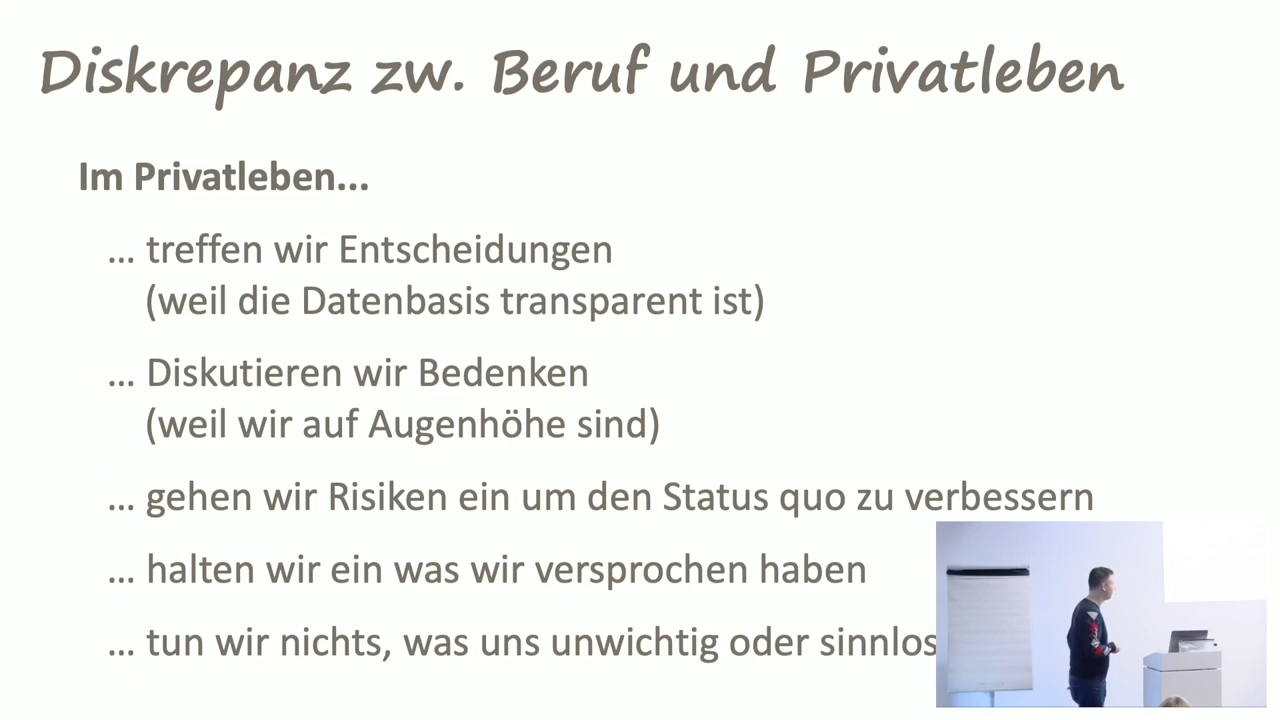 Diskrepanz zw. Beruf und Privatleben
Im Privatleben...
... treffen wir Entscheidungen
(weil die Datenbasis transparent ist)
... Diskutieren wir Bedenken
(weil wir auf Augenhöhe sind)
... gehen wir Risiken ein um den Status quo zu verbessern
... halten wir ein was wir versprochen haben
... tun wir nichts, was uns unwichtig oder sinnlos